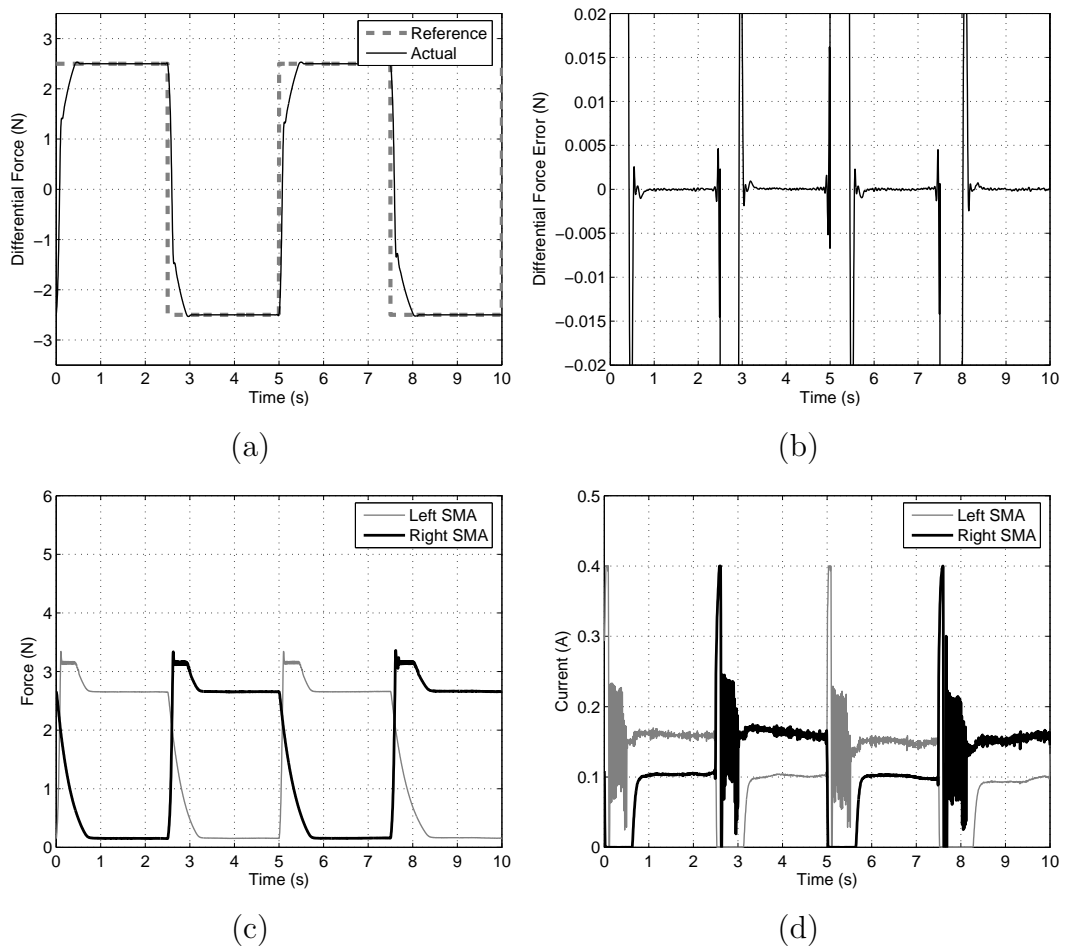 3
2
1
0
−1
−2
−3
Differential Force (N)
Reference
Actual
0 1 2 3 4 5 6 7 8 9 10
Time (s)
(a)
0.02
0.015
0.01
0.005
0
−0.005
−0.01
−0.015
−0.02
Differential Force Error (N)
0 1 2 3 4 5 6 7 8 9 10
Time (s)
(b)
6
5
4
3
2
1
0
Force (N)
Left SMA
Right SMA
0 1 2 3 4 5 6 7 8 9 10
Time (s)
(c)
0.5
0.4
0.3
0.2
0.1
0
Current (A)
Left SMA
Right SMA
0 1 2 3 4 5 6 7 8 9 10
Time (s)
(d)